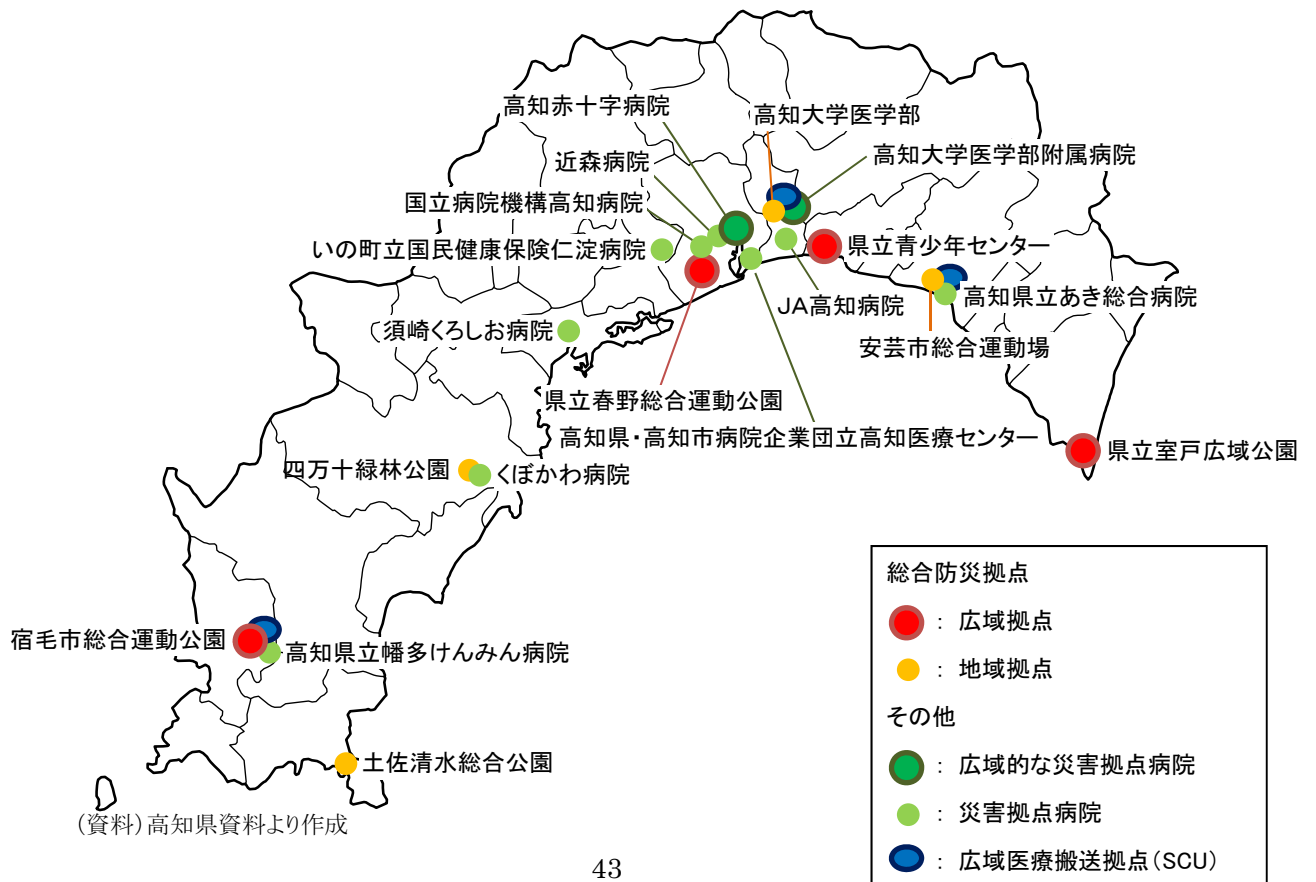 高知赤十字病院
高知大学医学部
近森病院
高知大学医学部附属病院
国立病院機構高知病院
いの町立国民健康保険仁淀病院
県立青少年センター
JA高知病院
高知県立あき総合病院
須崎くろしお病院
安芸市総合運動場
県立春野総合運動公園
高知県・高知市病院企業団立高知医療センター
県立室戸広域公園
四万十緑林公園
くぼかわ病院
宿毛市総合運動公園
高知県立幡多けんみん病院
土佐清水総合公園
総合防災拠点
： 広域拠点
： 地域拠点
その他
： 広域的な災害拠点病院
： 災害拠点病院
： 広域医療搬送拠点（SCU）
（資料）高知県資料より作成
43